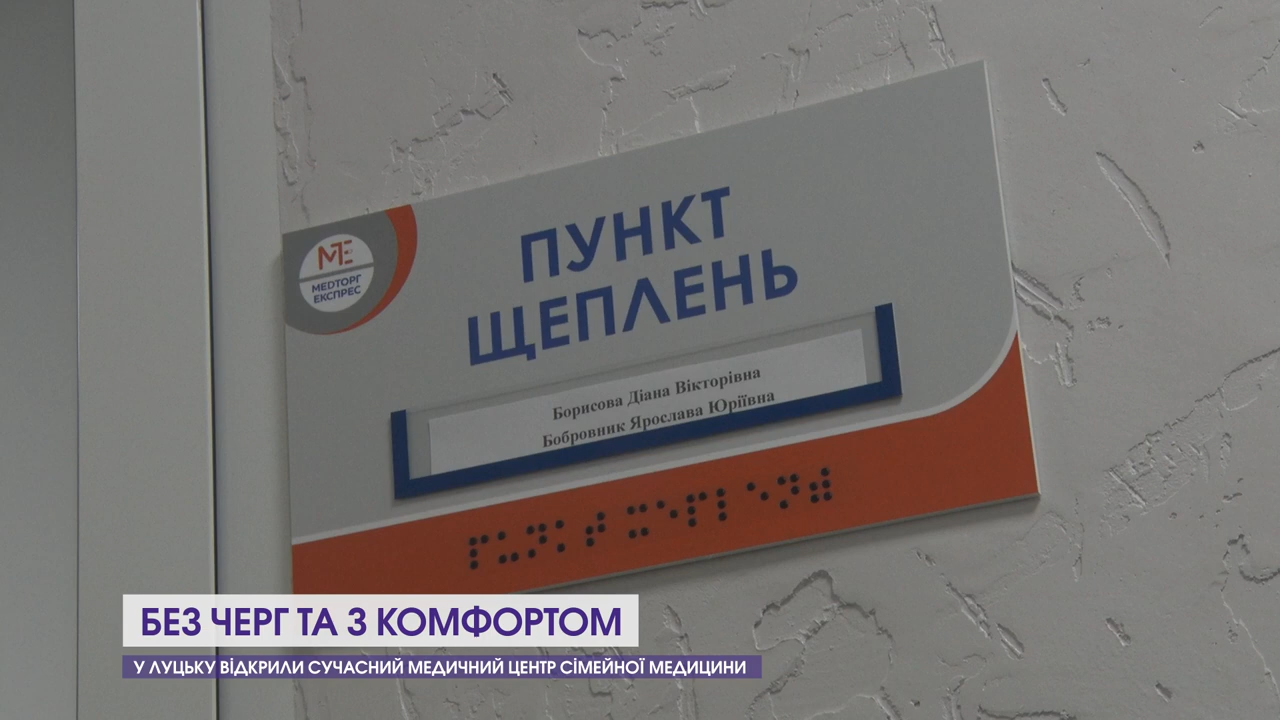 МТЕ
МЕДТОРГ
ЕКСПРЕС
ПУНКТ
ЩЕПЛЕНЬ
Борисова Діана Вікторівна
Бобровник Ярослава Юріївна
БЕЗ ЧЕРГ ТА З КОМФОРТОМ
У ЛУЦЬКУ ВІДКРИЛИ СУЧАСНИЙ МЕДИЧНИЙ ЦЕНТР СІМЕЙНОЇ МЕДИЦИНИ